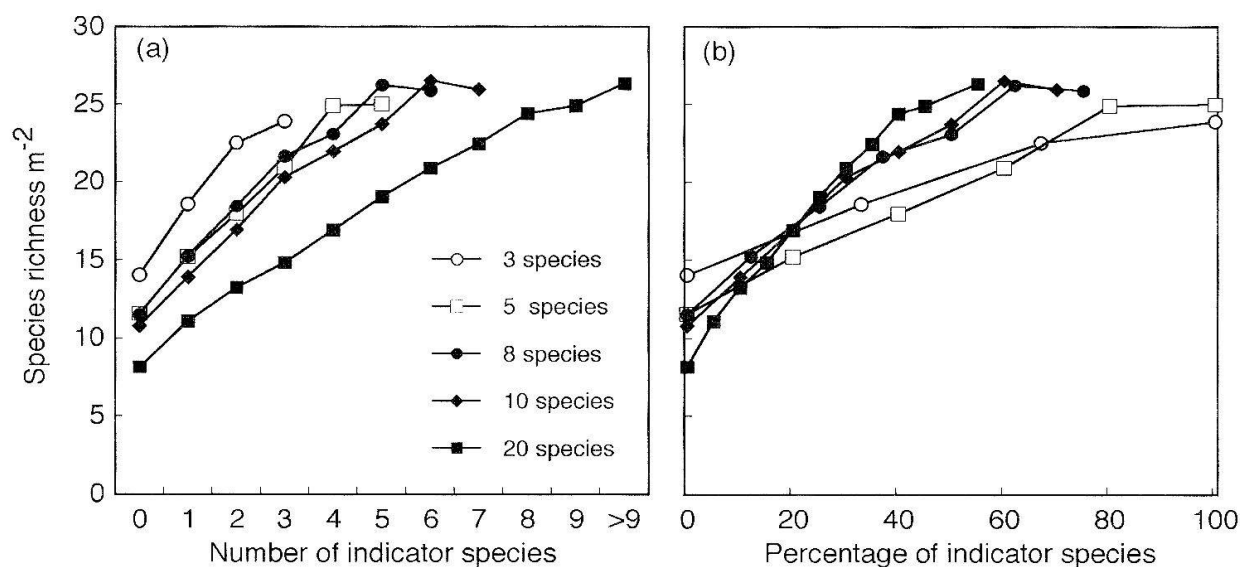 (a)
Species richness m-2
30
25
20
15
10
5
0
3 species
5 species
8 species
10 species
20 species
0 1 2 3 4 5 6 7 8 9 >9
Number of indicator species
(b)
0 20 40 60 80 100
Percentage of indicator species